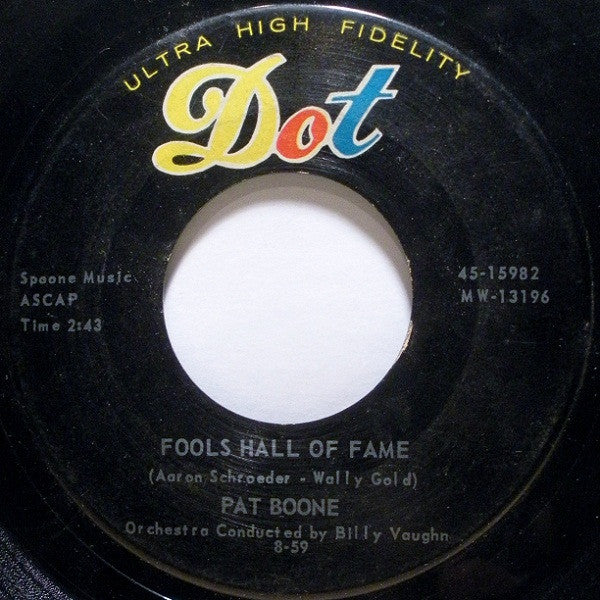 ULTRA HIGH FIDELITY
Dot
Spoone Music
ASCAP
Time 2:43
45-15982
MW-13196
FOOLS HALL OF FAME
(Aaron Schroeder - Wally Gold)
PAT BOONE
Orchestra Conducted by Billy Vaughn
8-59